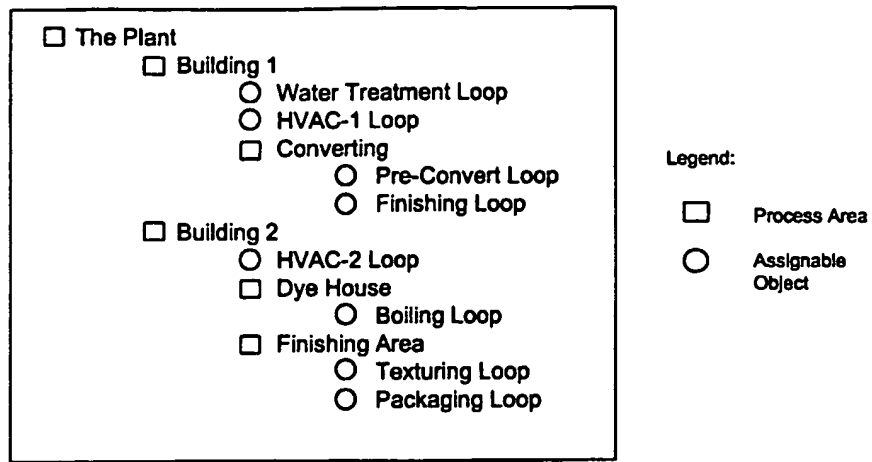 The Plant
Building 1
Water Treatment Loop
HVAC-1 Loop
Converting
Pre-Convert Loop
Finishing Loop
Building 2
HVAC-2 Loop
Dye House
Boiling Loop
Finishing Area
Texturing Loop
Packaging Loop
Legend:
Process Area
Assignable
Object